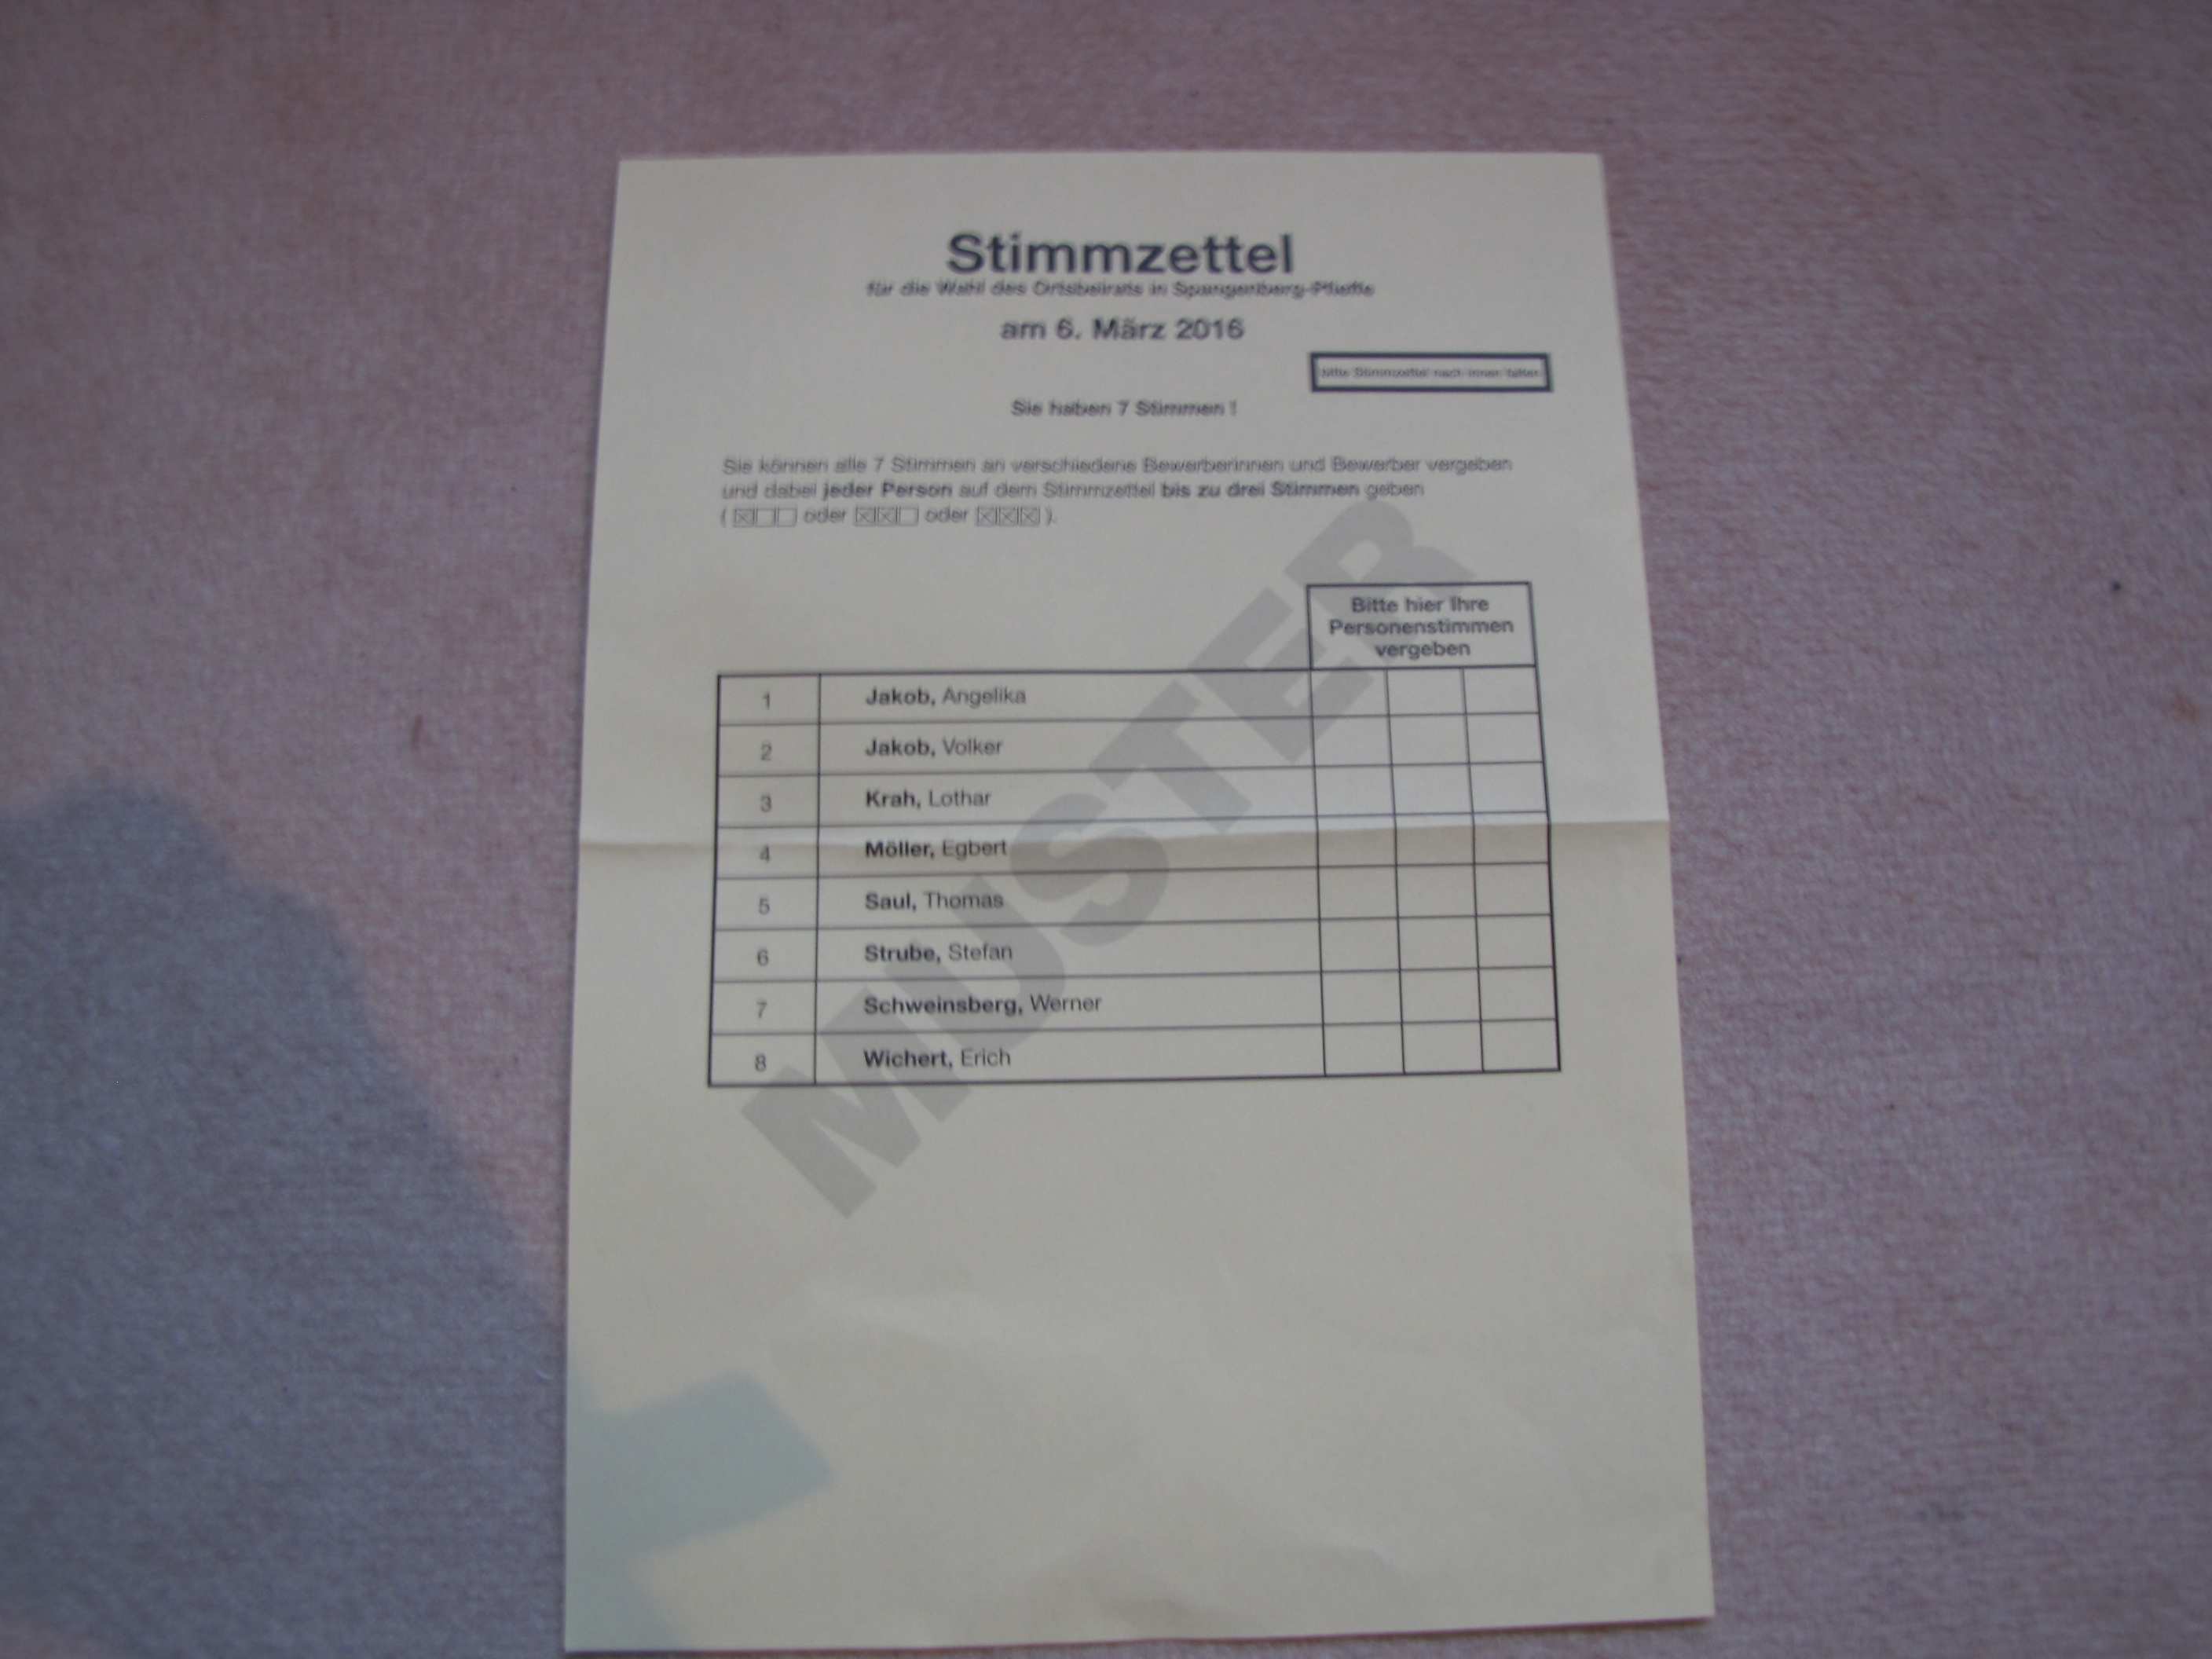 Stimmzettel
für die Wahl des Ortsbeirats in Spangenberg-Pfieffe
am 6. März 2016
Bitte Stimmzettel nach innen falten
Sie haben 7 Stimmen !
Sie können alle 7 Stimmen an verschiedene Bewerberinnen und Bewerber vergeben
und dabei jeder Person auf dem Stimmzettel bis zu drei Stimmen geben
( ☒☐☐ oder ☒☒☐ oder ☒☒☒ ).
Bitte hier Ihre
Personenstimmen
vergeben
1 Jakob, Angelika
2 Jakob, Volker
3 Krah, Lothar
4 Möller, Egbert
5 Saul, Thomas
6 Strube, Stefan
7 Schweinsberg, Werner
8 Wichert, Erich
MUSTER